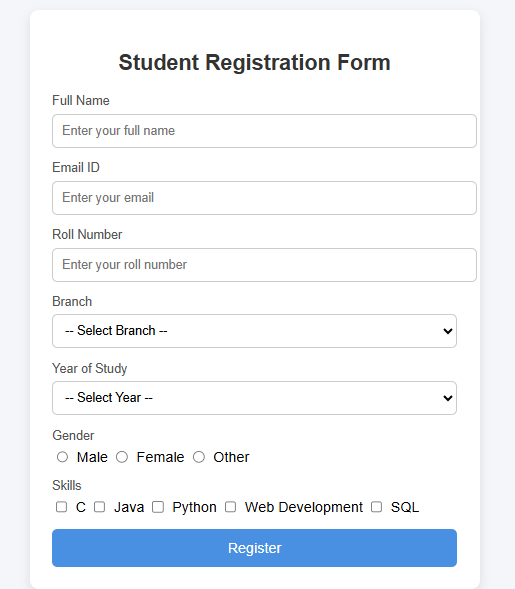 Student Registration Form
Full Name
Enter your full name
Email ID
Enter your email
Roll Number
Enter your roll number
Branch
-- Select Branch --
Year of Study
-- Select Year --
Gender
Male Female Other
Skills
C Java Python Web Development SQL
Register